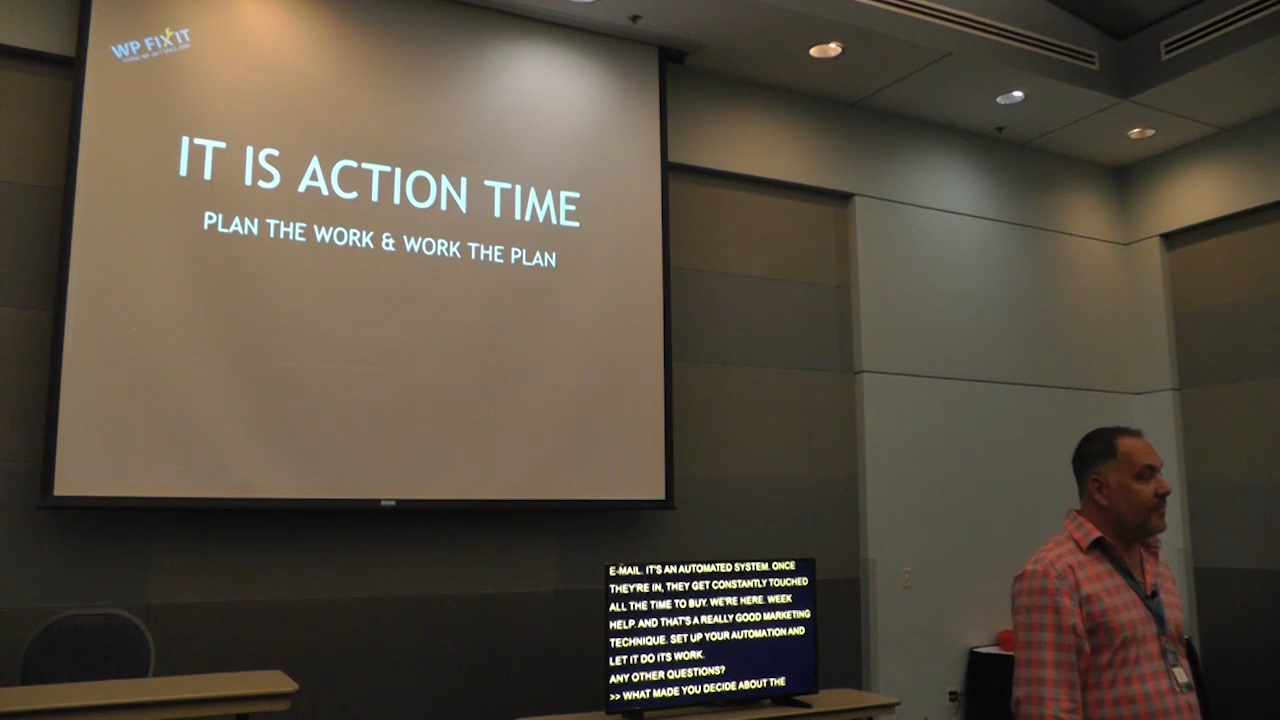 WP FIX IT
IT IS ACTION TIME
PLAN THE WORK & WORK THE PLAN
E-MAIL. IT'S AN AUTOMATED SYSTEM. ONCE
THEY'RE IN, THEY GET CONSTANTLY TOUCHED
ALL THE TIME TO BUY. WE'RE HERE. WEEK
HELP. AND THAT'S A REALLY GOOD MARKETING
TECHNIQUE. SET UP YOUR AUTOMATION AND
LET IT DO ITS WORK.
ANY OTHER QUESTIONS?
>> WHAT MADE YOU DECIDE ABOUT THE